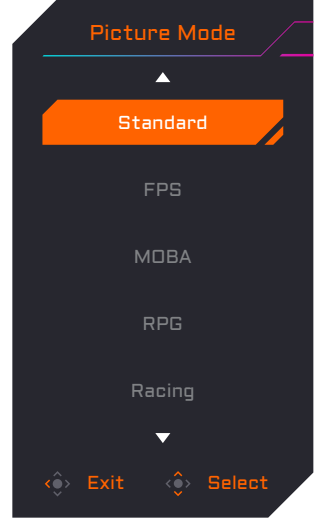 Picture Mode
Standard
FPS
MOBA
RPG
Racing
Exit Select